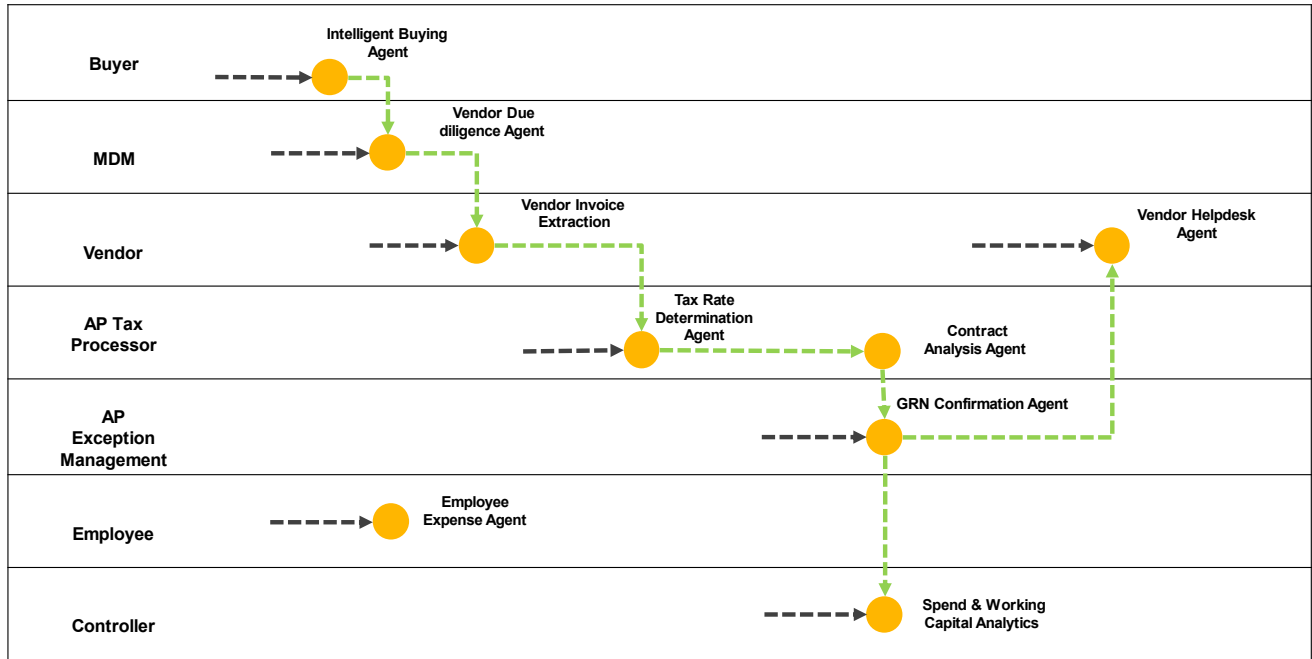 Intelligent Buying
Agent
Buyer
Vendor Due
diligence Agent
MDM
Vendor Invoice
Extraction
Vendor Helpdesk
Agent
Vendor
Tax Rate
Determination
Agent
AP Tax
Processor
Contract
Analysis Agent
GRN Confirmation Agent
AP
Exception
Management
Employee
Expense Agent
Employee
Spend & Working
Capital Analytics
Controller